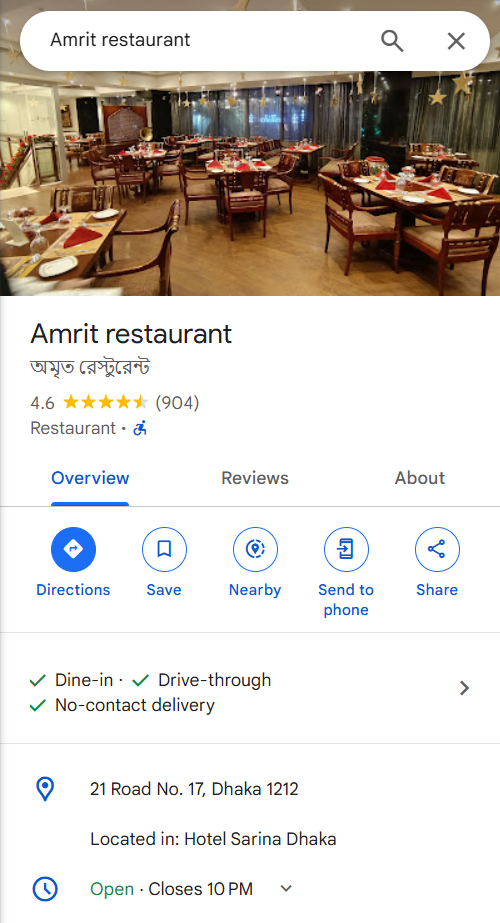 Amrit restaurant
Amrit restaurant
অমৃত রেস্টুরেন্ট
4.6 (904)
Restaurant ·
Overview Reviews About
Directions Save Nearby Send to phone Share
Dine-in · Drive-through
No-contact delivery
21 Road No. 17, Dhaka 1212
Located in: Hotel Sarina Dhaka
Open · Closes 10 PM